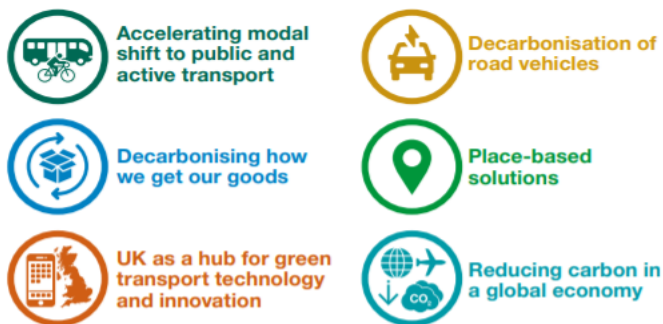 Accelerating modal
shift to public and
active transport
Decarbonisation of
road vehicles
Decarbonising how
we get our goods
Place-based
solutions
UK as a hub for green
transport technology
and innovation
Reducing carbon in
a global economy
CO₂